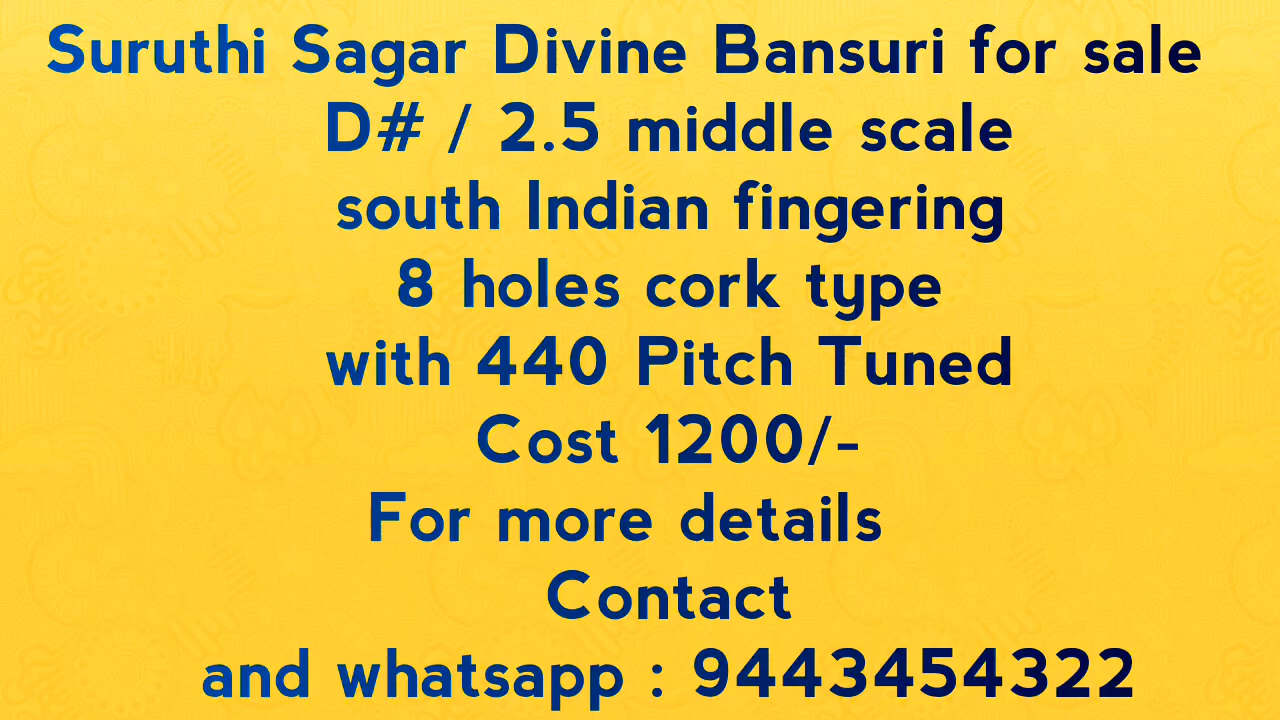 Suruthi Sagar Divine Bansuri for sale
D# / 2.5 middle scale
south Indian fingering
8 holes cork type
with 440 Pitch Tuned
Cost 1200/-
For more details
Contact
and whatsapp : 9443454322